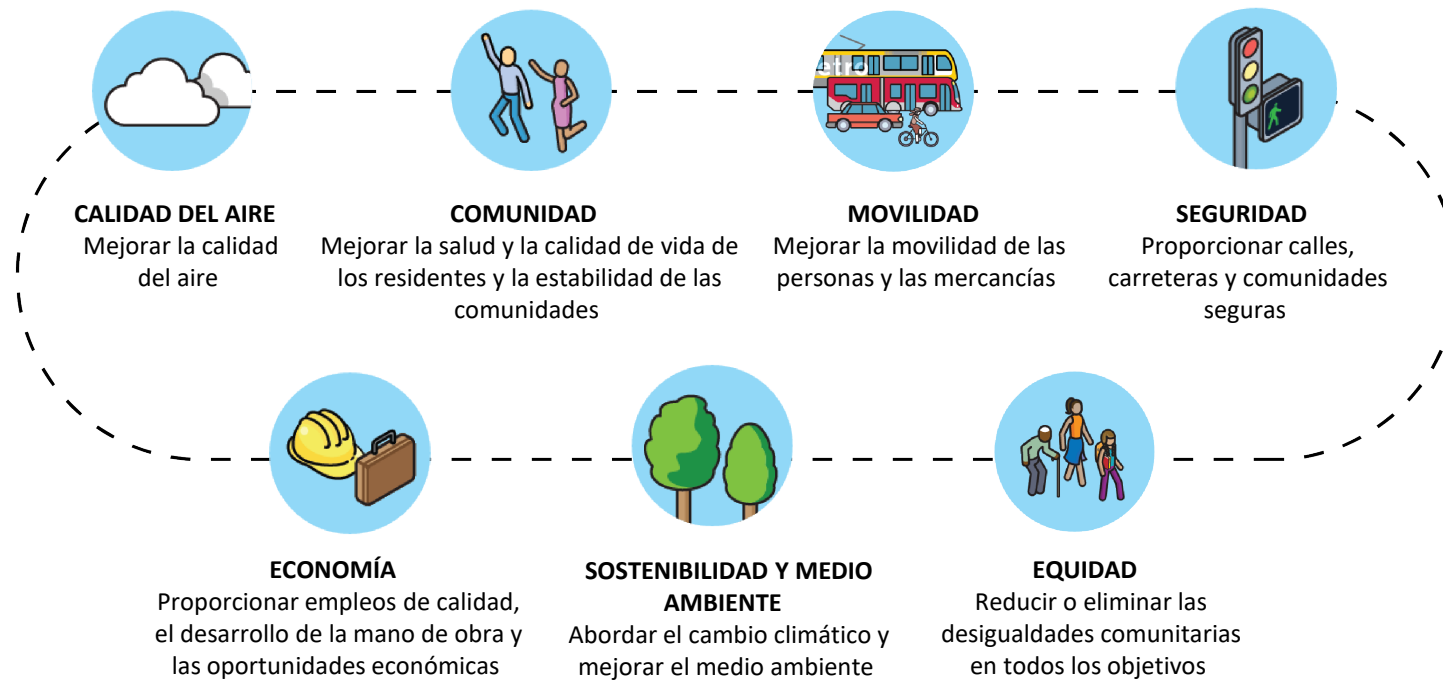 etro
CALIDAD DEL AIRE
Mejorar la calidad
del aire
COMUNIDAD
Mejorar la salud y la calidad de vida de
los residentes y la estabilidad de las
comunidades
MOVILIDAD
Mejorar la movilidad de las
personas y las mercancías
SEGURIDAD
Proporcionar calles,
carreteras y comunidades
seguras
ECONOMÍA
Proporcionar empleos de calidad,
el desarrollo de la mano de obra y
las oportunidades económicas
SOSTENIBILIDAD Y MEDIO
AMBIENTE
Abordar el cambio climático y
mejorar el medio ambiente
EQUIDAD
Reducir o eliminar las
desigualdades comunitarias
en todos los objetivos